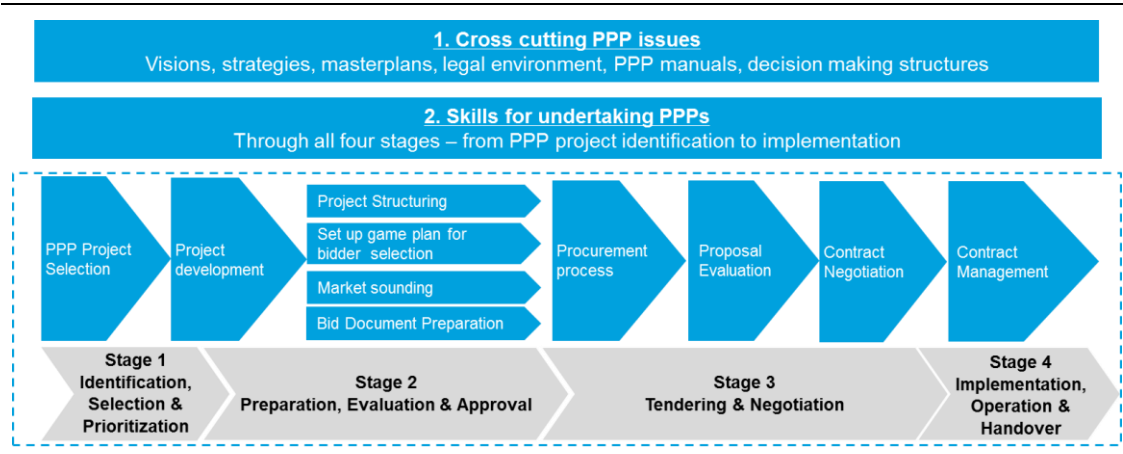 1. Cross cutting PPP issues
Visions, strategies, masterplans, legal environment, PPP manuals, decision making structures
2. Skills for undertaking PPPs
Through all four stages – from PPP project identification to implementation
PPP Project
Selection
Project
development
Project Structuring
Set up game plan for
bidder selection
Market sounding
Bid Document Preparation
Procurement
process
Proposal
Evaluation
Contract
Negotiation
Contract
Management
Stage 1
Identification,
Selection &
Prioritization
Stage 2
Preparation, Evaluation & Approval
Stage 3
Tendering & Negotiation
Stage 4
Implementation,
Operation &
Handover